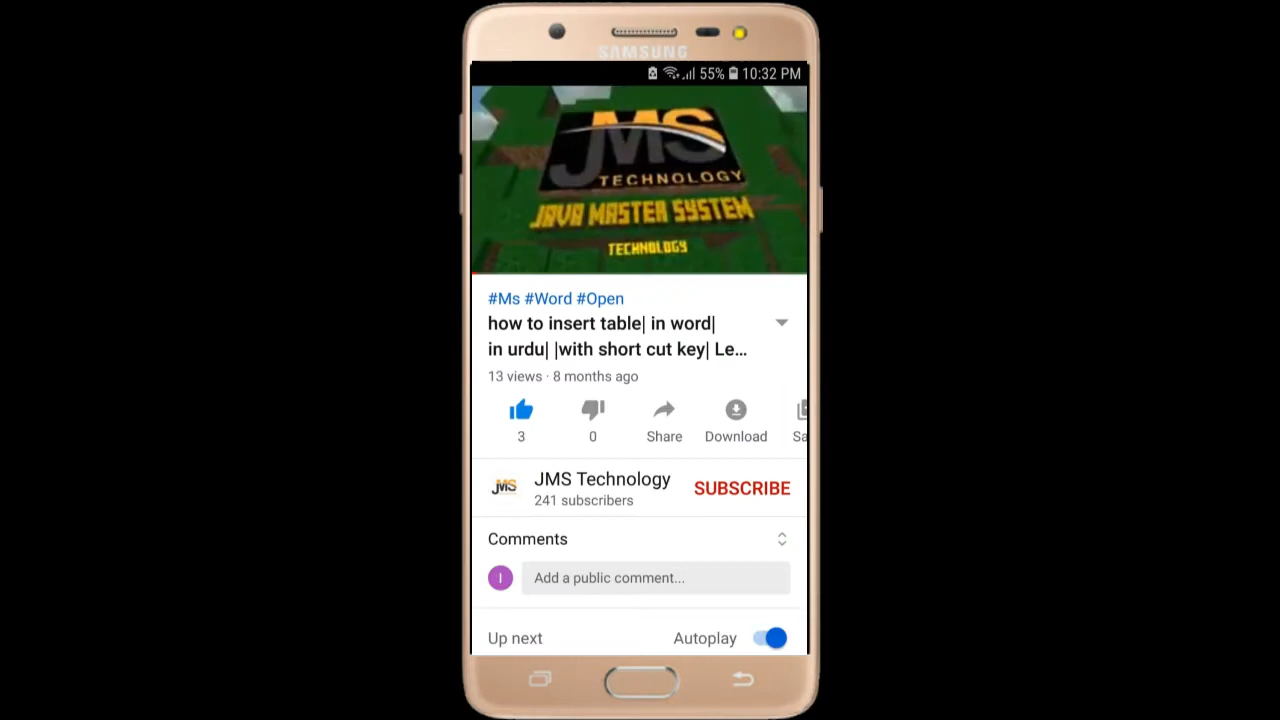 SAMSUNG
55% 10:32 PM
JMS
TECHNOLOGY
JAVA MASTER SYSTEM
TECHNOLOGY
#Ms #Word #Open
how to insert table| in word|
in urdu| |with short cut key| Le...
13 views · 8 months ago
3 0 Share Download Sa
JMS JMS Technology SUBSCRIBE
241 subscribers
Comments
I Add a public comment...
Up next Autoplay